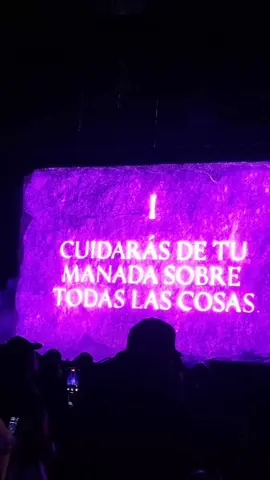 I
CUIDARÁS DE TU
MANADA SOBRE
TODAS LAS COSAS